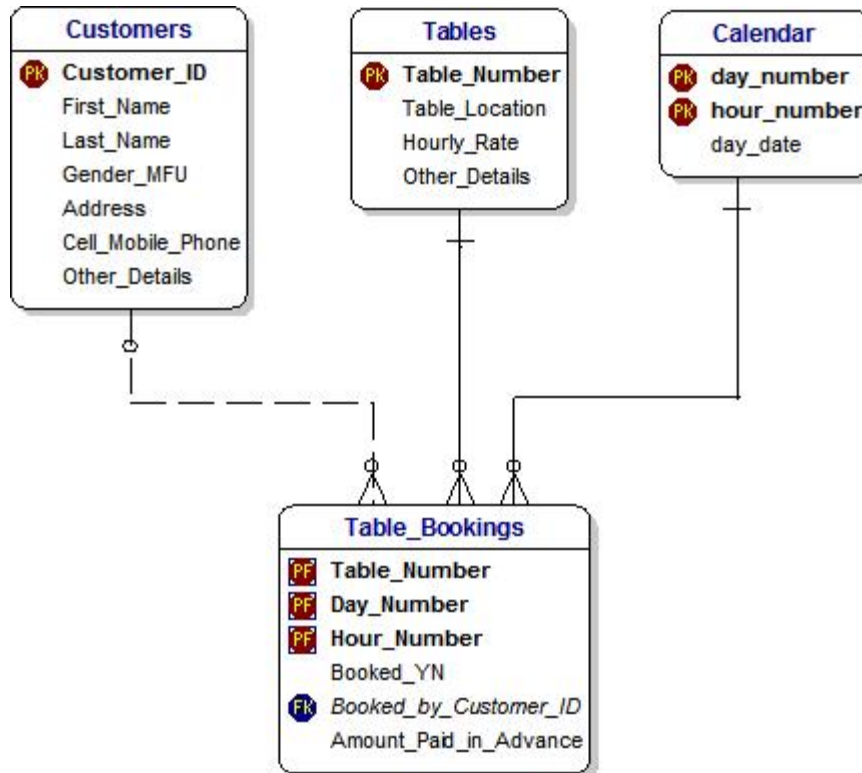 Customers
PK Customer_ID
First_Name
Last_Name
Gender_MFU
Address
Cell_Mobile_Phone
Other_Details
Tables
PK Table_Number
Table_Location
Hourly_Rate
Other_Details
Calendar
PK day_number
PK hour_number
day_date
Table_Bookings
PF Table_Number
PF Day_Number
PF Hour_Number
Booked_YN
FK Booked_by_Customer_ID
Amount_Paid_in_Advance